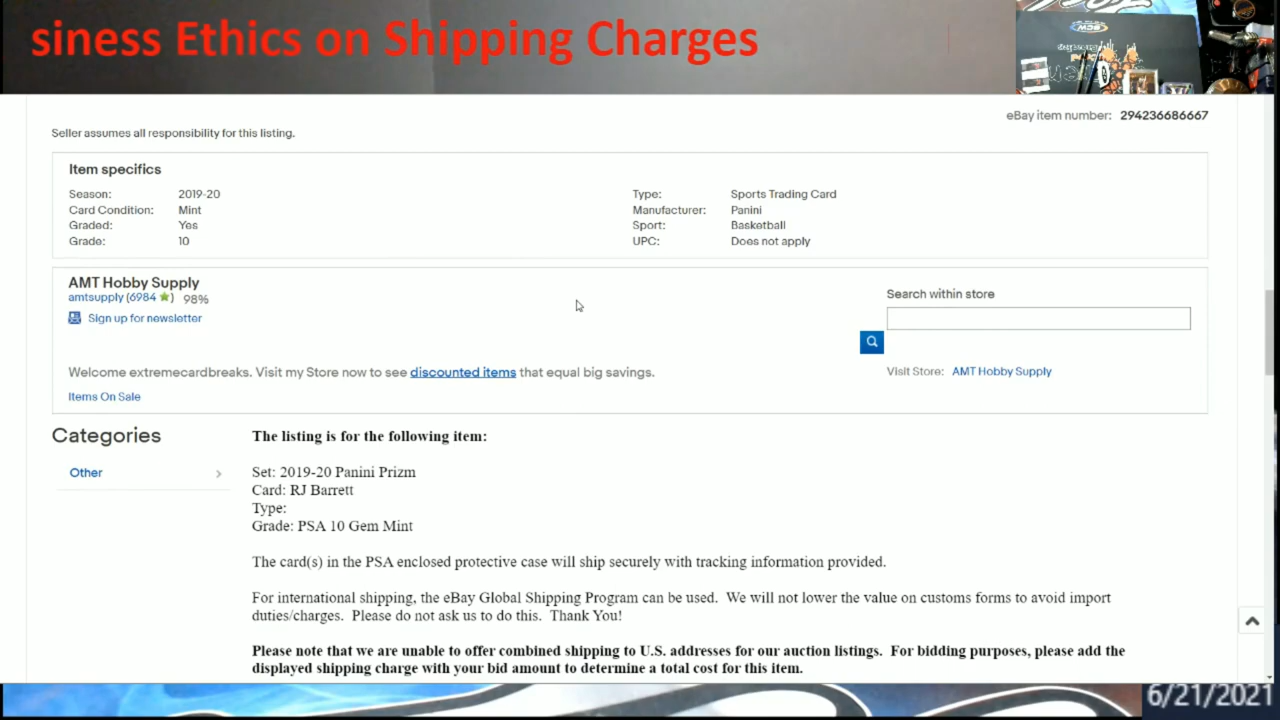 siness Ethics on Shipping Charges
eBay item number: 294236686667
Seller assumes all responsibility for this listing.
Item specifics
Season: 2019-20
Card Condition: Mint
Graded: Yes
Grade: 10
Type: Sports Trading Card
Manufacturer: Panini
Sport: Basketball
UPC: Does not apply
AMT Hobby Supply
amtsupply (6984 ★) 98%
Sign up for newsletter
Search within store
Welcome extremecardbreaks. Visit my Store now to see discounted items that equal big savings.
Visit Store: AMT Hobby Supply
Items On Sale
Categories
Other
The listing is for the following item:
Set: 2019-20 Panini Prizm
Card: RJ Barrett
Type:
Grade: PSA 10 Gem Mint
The card(s) in the PSA enclosed protective case will ship securely with tracking information provided.
For international shipping, the eBay Global Shipping Program can be used. We will not lower the value on customs forms to avoid import
duties/charges. Please do not ask us to do this. Thank You!
Please note that we are unable to offer combined shipping to U.S. addresses for our auction listings. For bidding purposes, please add the
displayed shipping charge with your bid amount to determine a total cost for this item.
6/21/2021